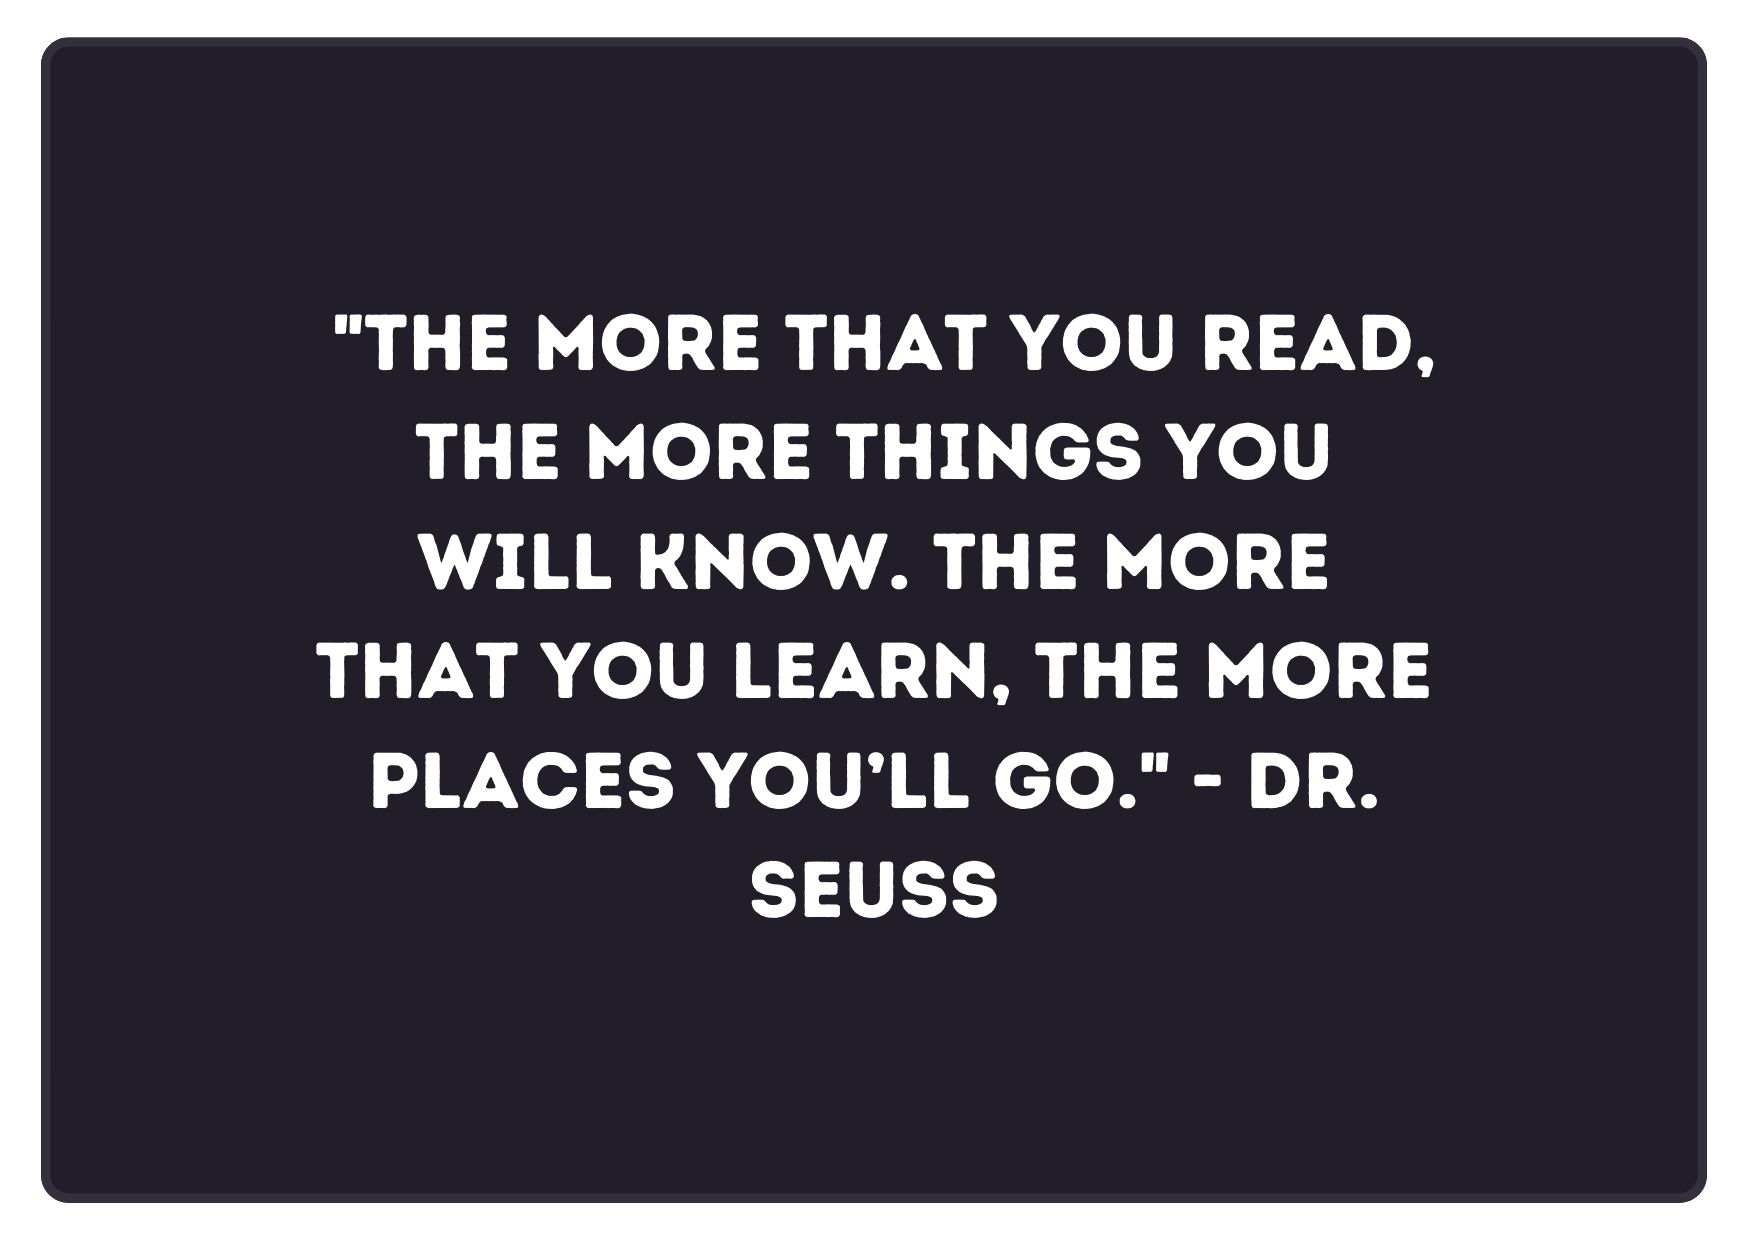 "THE MORE THAT YOU READ,
THE MORE THINGS YOU
WILL KNOW. THE MORE
THAT YOU LEARN, THE MORE
PLACES YOU’LL GO." - DR.
SEUSS